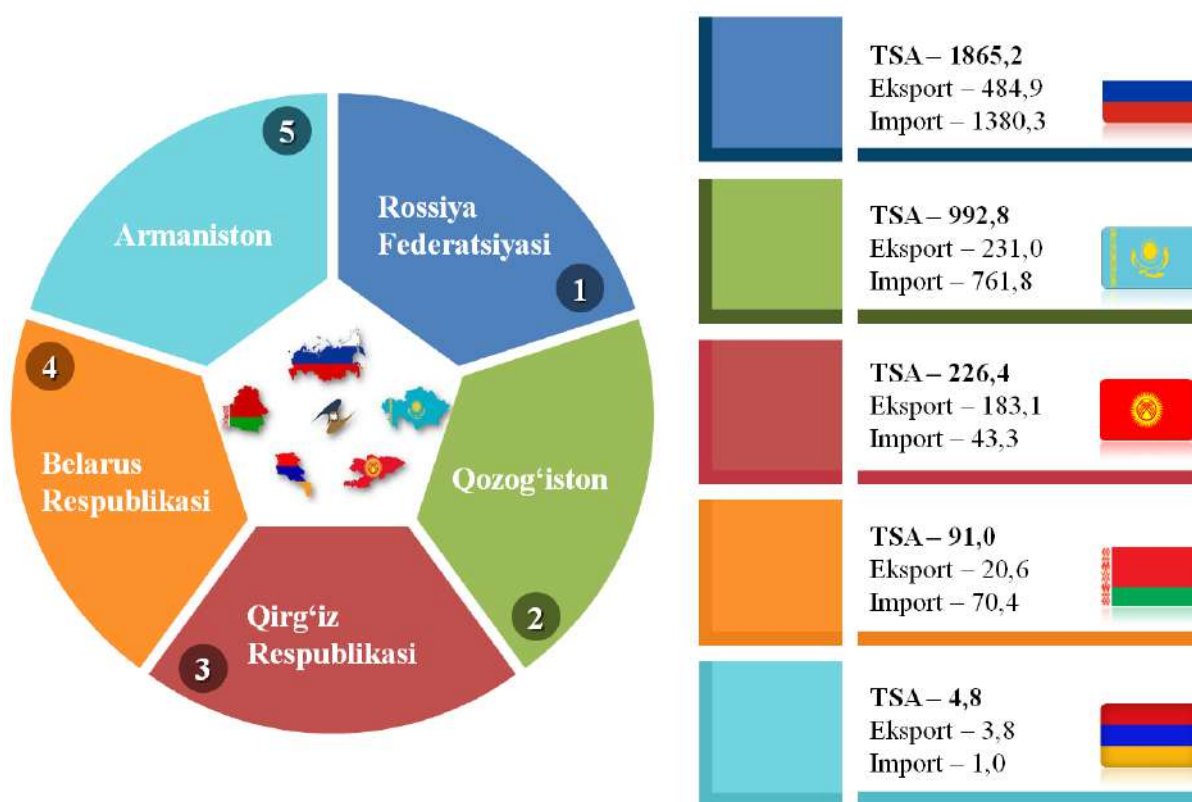 5
Armaniston
Rossiya
Federatsiyasi
1
4
Belarus
Respublikasi
Qozog‘iston
2
Qirg‘iz
Respublikasi
3
TSA – 1865,2
Eksport – 484,9
Import – 1380,3
TSA – 992,8
Eksport – 231,0
Import – 761,8
TSA – 226,4
Eksport – 183,1
Import – 43,3
TSA – 91,0
Eksport – 20,6
Import – 70,4
TSA – 4,8
Eksport – 3,8
Import – 1,0